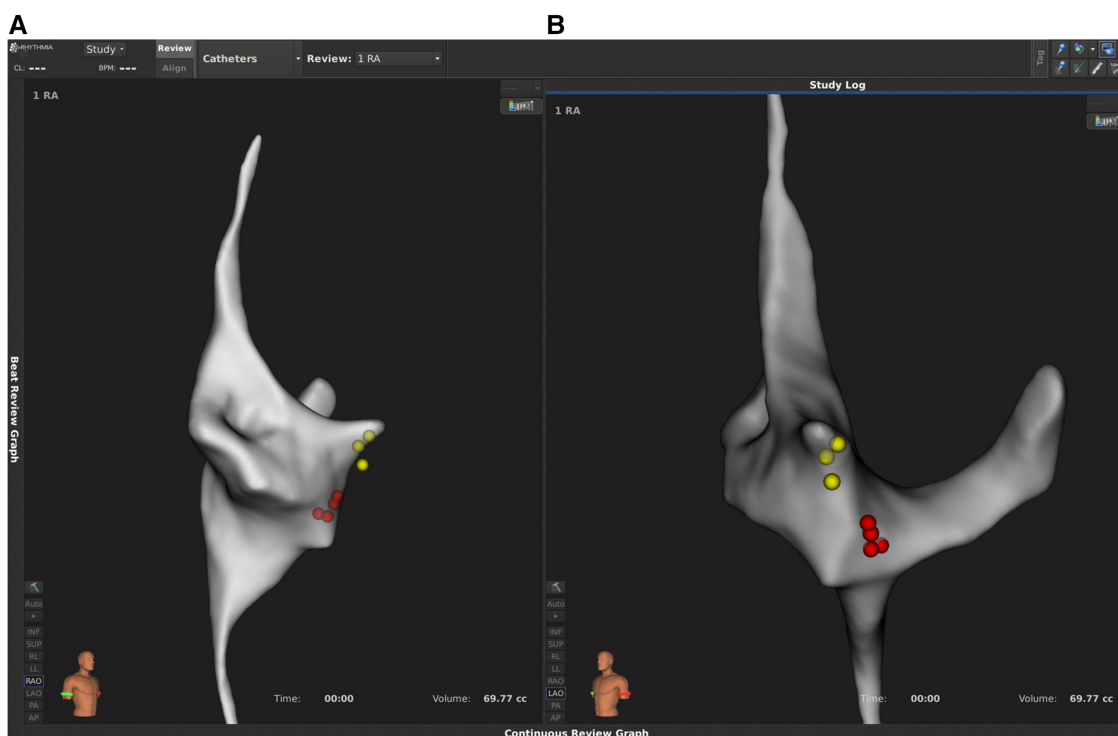 A
B
ARHYTHMIA
Study
Review
Catheters
Review: 1 RA
CL: ---
BPM: ---
Align
Tag
Study Log
1 RA
1 RA
Beat Review Graph
Auto
Auto
INF
SUP
RL
LL
RAO
LAO
PA
AP
INF
SUP
RL
LL
RAO
LAO
PA
AP
Time: 00:00
Volume: 69.77 cc
Time: 00:00
Volume: 69.77 cc
Continuous Review Graph